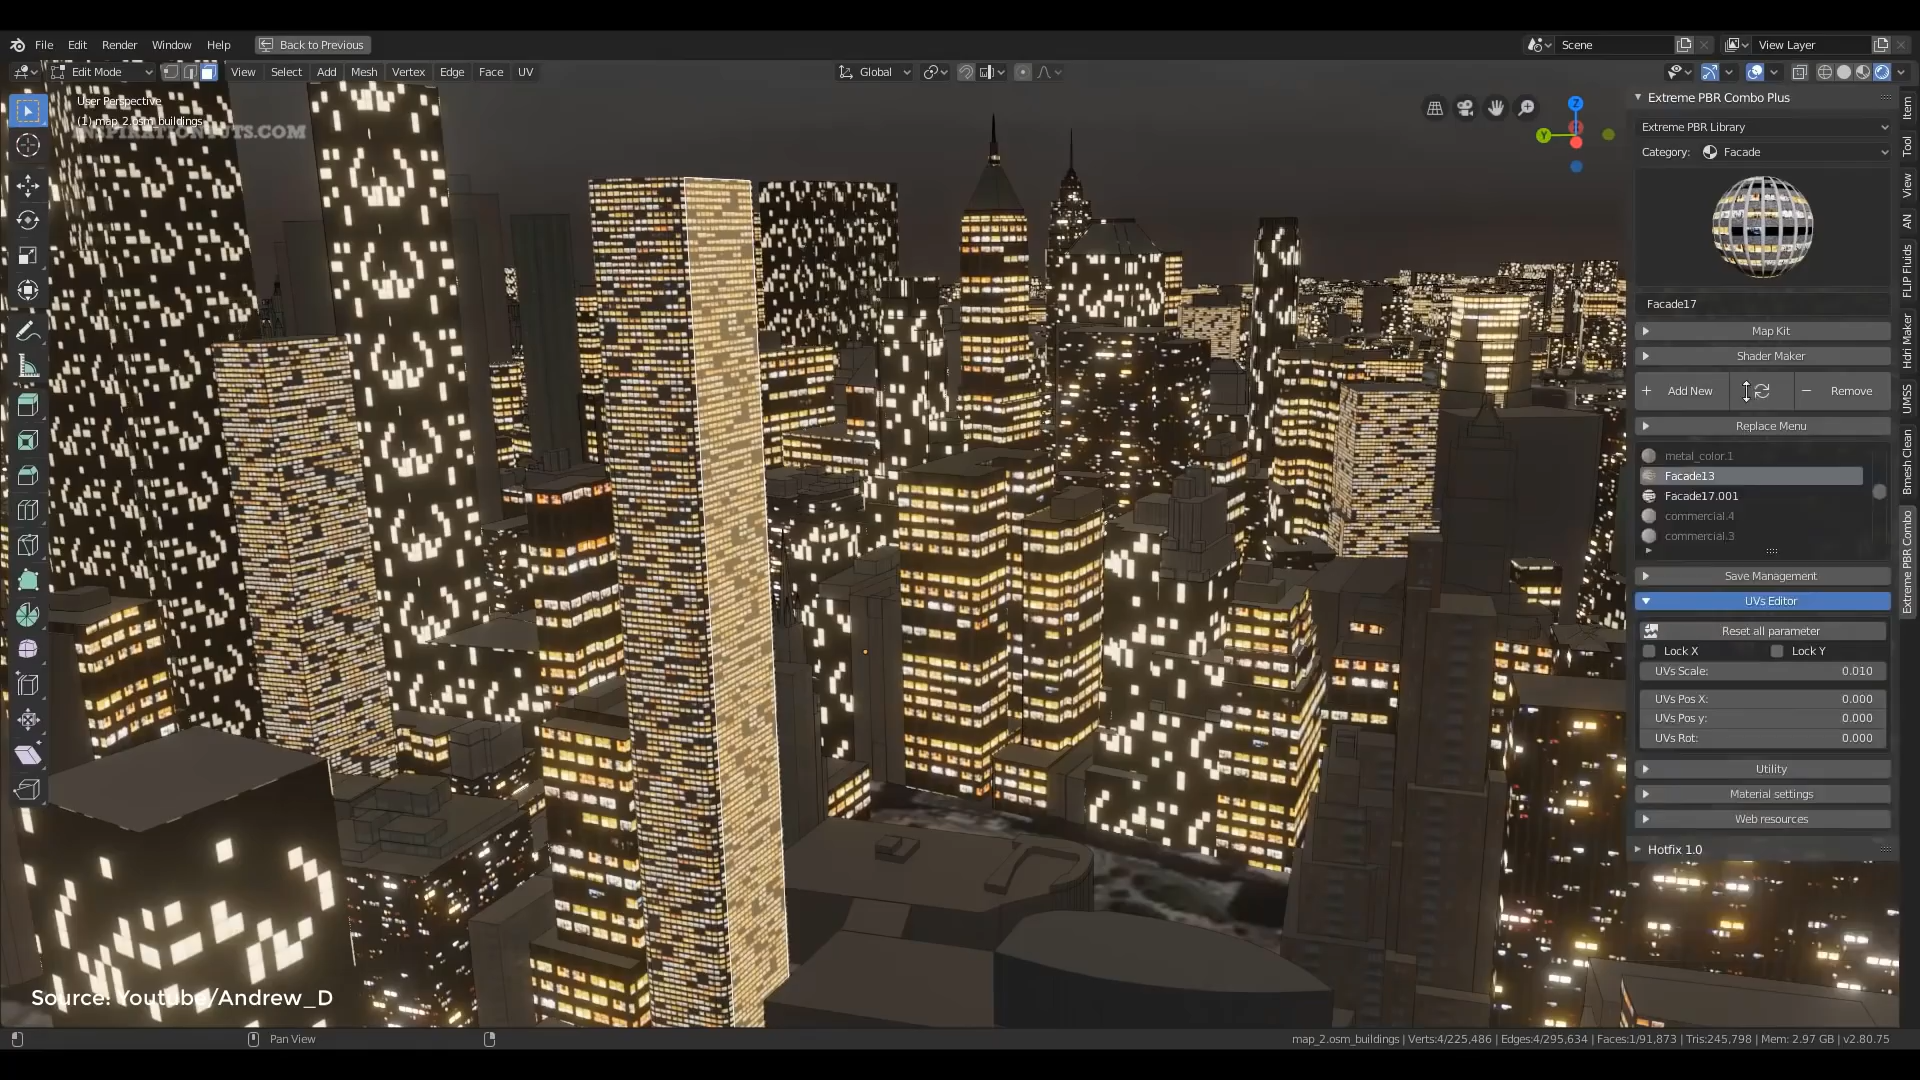 File Edit Render Window Help Back to Previous Scene View Layer
Edit Mode View Select Add Mesh Vertex Edge Face UV Global
User Perspective
(1) map_2.osm_buildings
INSPIRATIONTUTS.COM
Z
Y
Extreme PBR Combo Plus
Extreme PBR Library
Category: Facade
Facade17
Map Kit
Shader Maker
Add New Remove
Replace Menu
metal_color.1
Facade13
Facade17.001
commercial.4
commercial.3
Save Management
UVs Editor
Reset all parameter
Lock X Lock Y
UVs Scale: 0.010
UVs Pos X: 0.000
UVs Pos y: 0.000
UVs Rot: 0.000
Utility
Material settings
Web resources
Hotfix 1.0
Item
Tool
View
AN
FLIP Fluids
Hdri Maker
UMSS
Bmesh Clean
Extreme PBR Combo
Source: Youtube/Andrew_D
Pan View
map_2.osm_buildings | Verts:4/225,486 | Edges:4/295,634 | Faces:1/91,873 | Tris:245,798 | Mem: 2.97 GB | v2.80.75